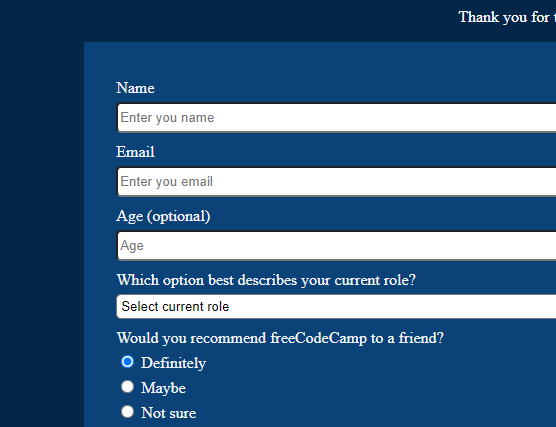 Thank you for
Name
Enter you name
Email
Enter you email
Age (optional)
Age
Which option best describes your current role?
Select current role
Would you recommend freeCodeCamp to a friend?
Definitely
Maybe
Not sure